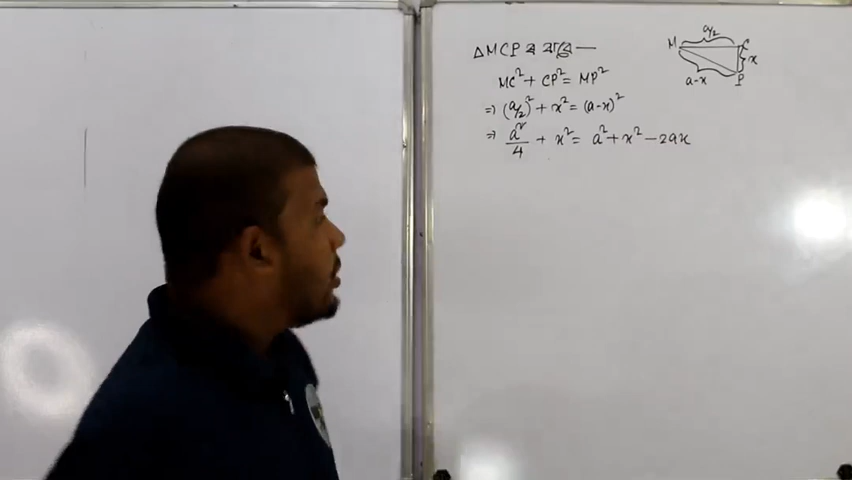 ΔMCP ৰ বাবে —
MC² + CP² = MP²
⇒ (a/2)² + x² = (a-x)²
⇒ a²/4 + x² = a² + x² - 2ax
a/2
M C
x
a-x P